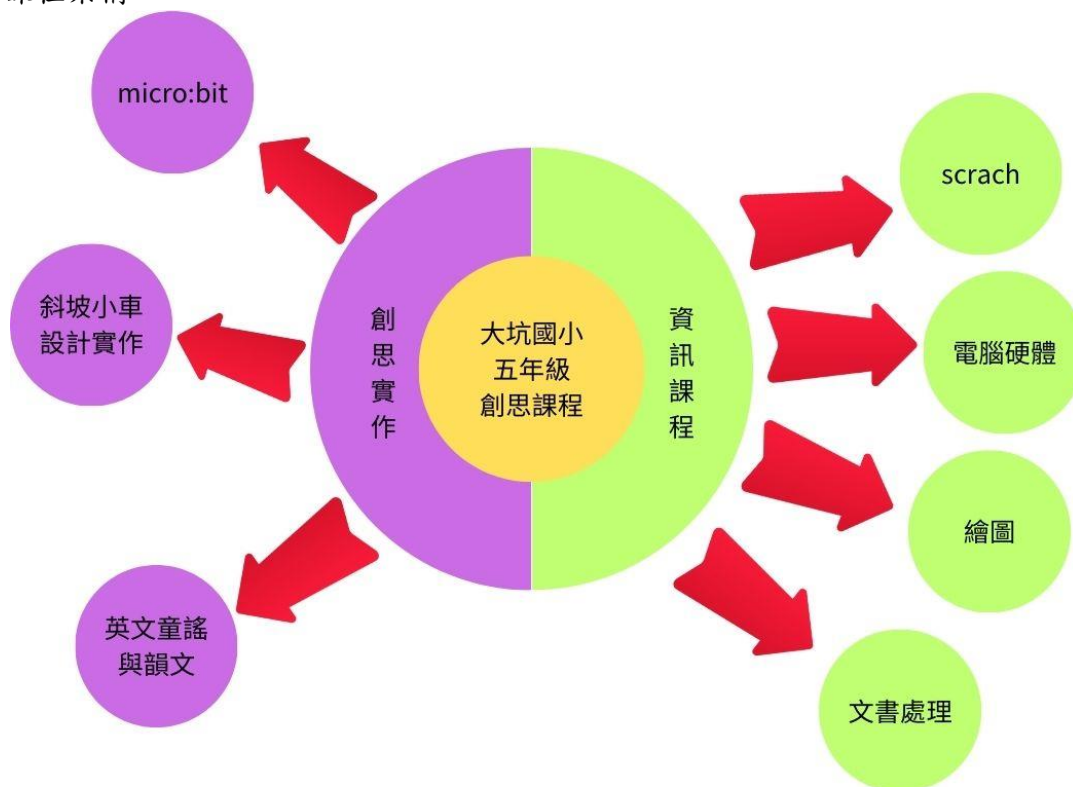 micro:bit
斜坡小車
設計實作
英文童謠
與韻文
創思實作
大坑國小
五年級
創思課程
資訊課程
scrach
電腦硬體
繪圖
文書處理